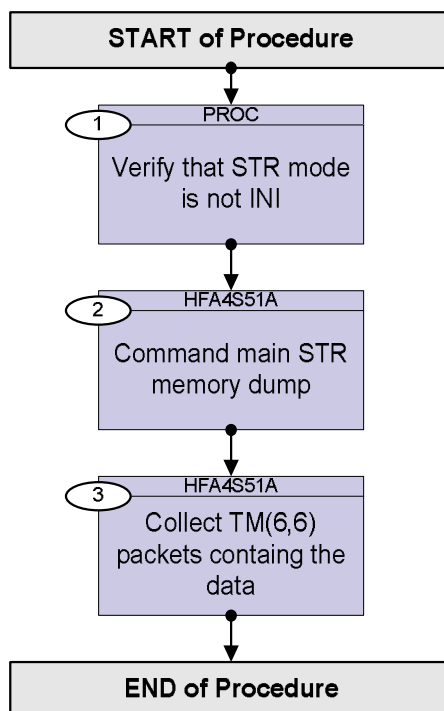 START of Procedure
1
PROC
Verify that STR mode
is not INI
HFA4S51A
2
Command main STR
memory dump
HFA4S51A
3
Collect TM(6,6)
packets containg the
data
END of Procedure